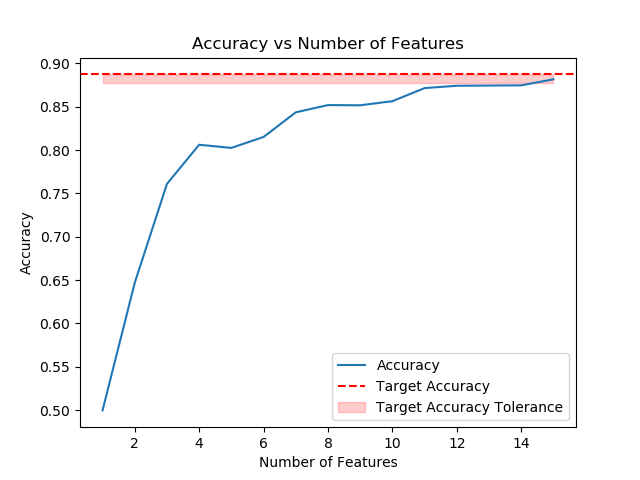 Accuracy vs Number of Features
0.90
0.85
0.80
0.75
0.70
0.65
0.60
0.55
0.50
Accuracy
Accuracy
Target Accuracy
Target Accuracy Tolerance
2 4 6 8 10 12 14
Number of Features